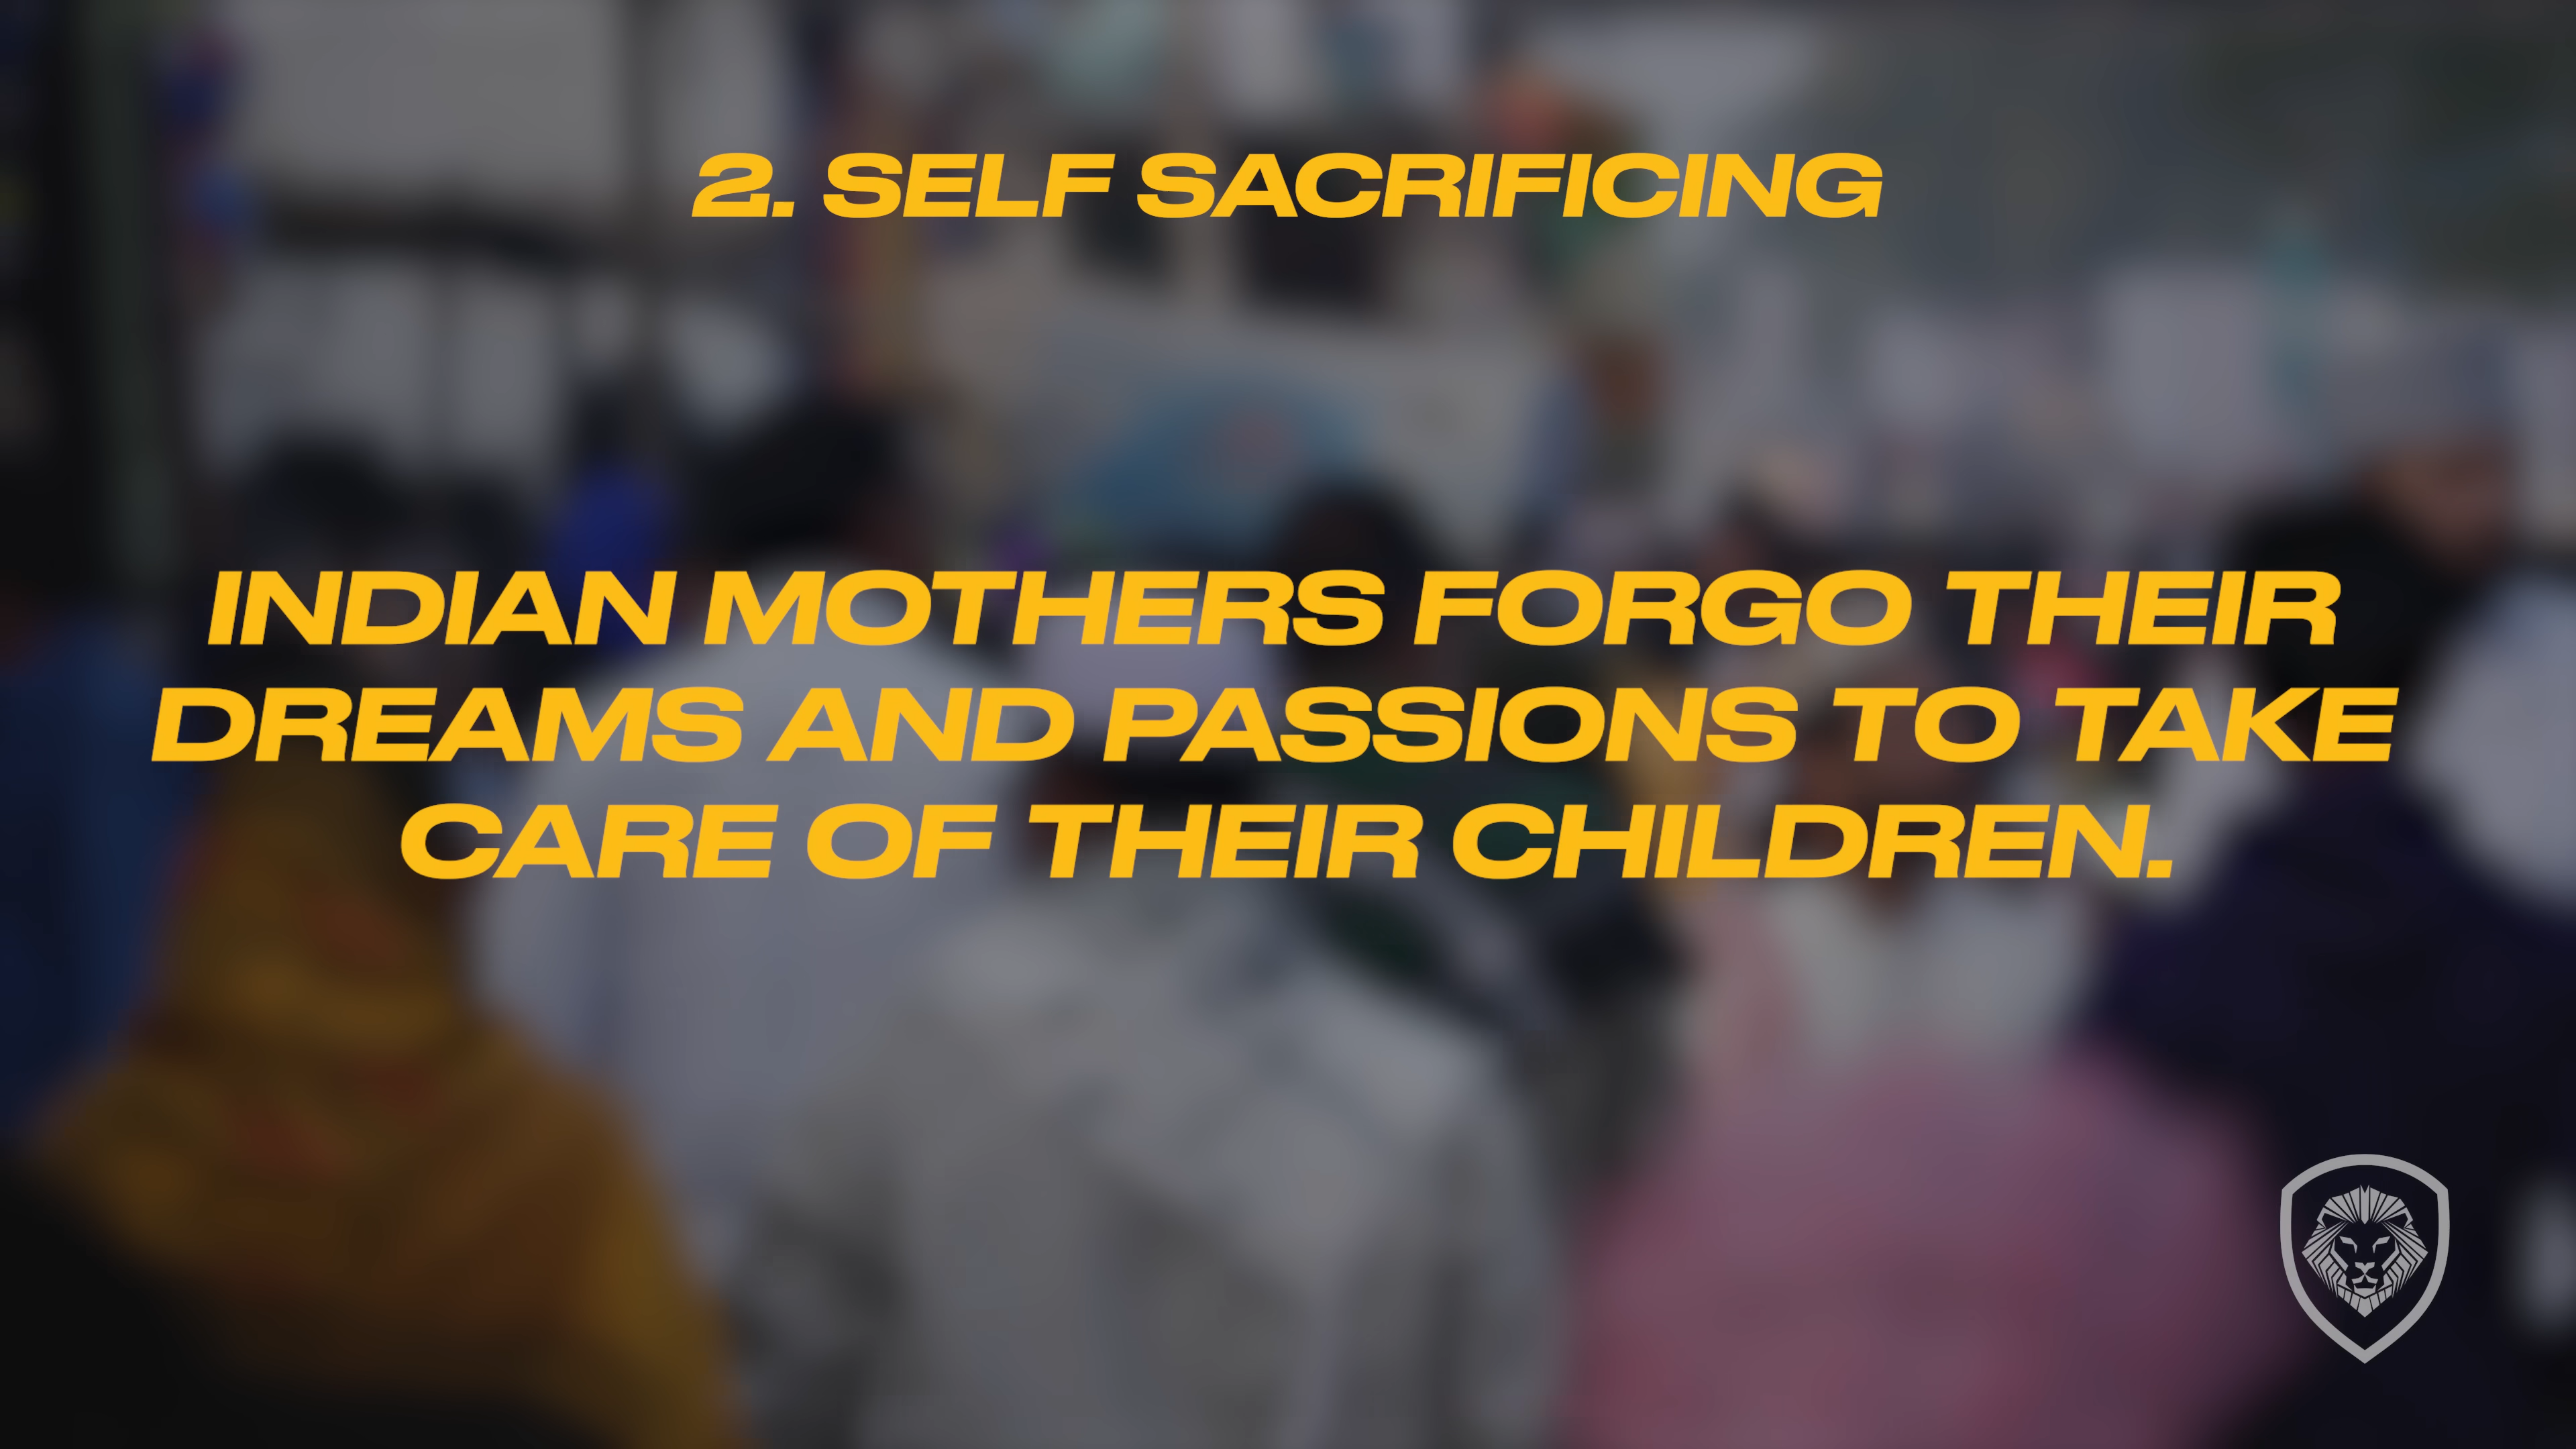 2. SELF SACRIFICING
INDIAN MOTHERS FORGO THEIR
DREAMS AND PASSIONS TO TAKE
CARE OF THEIR CHILDREN.